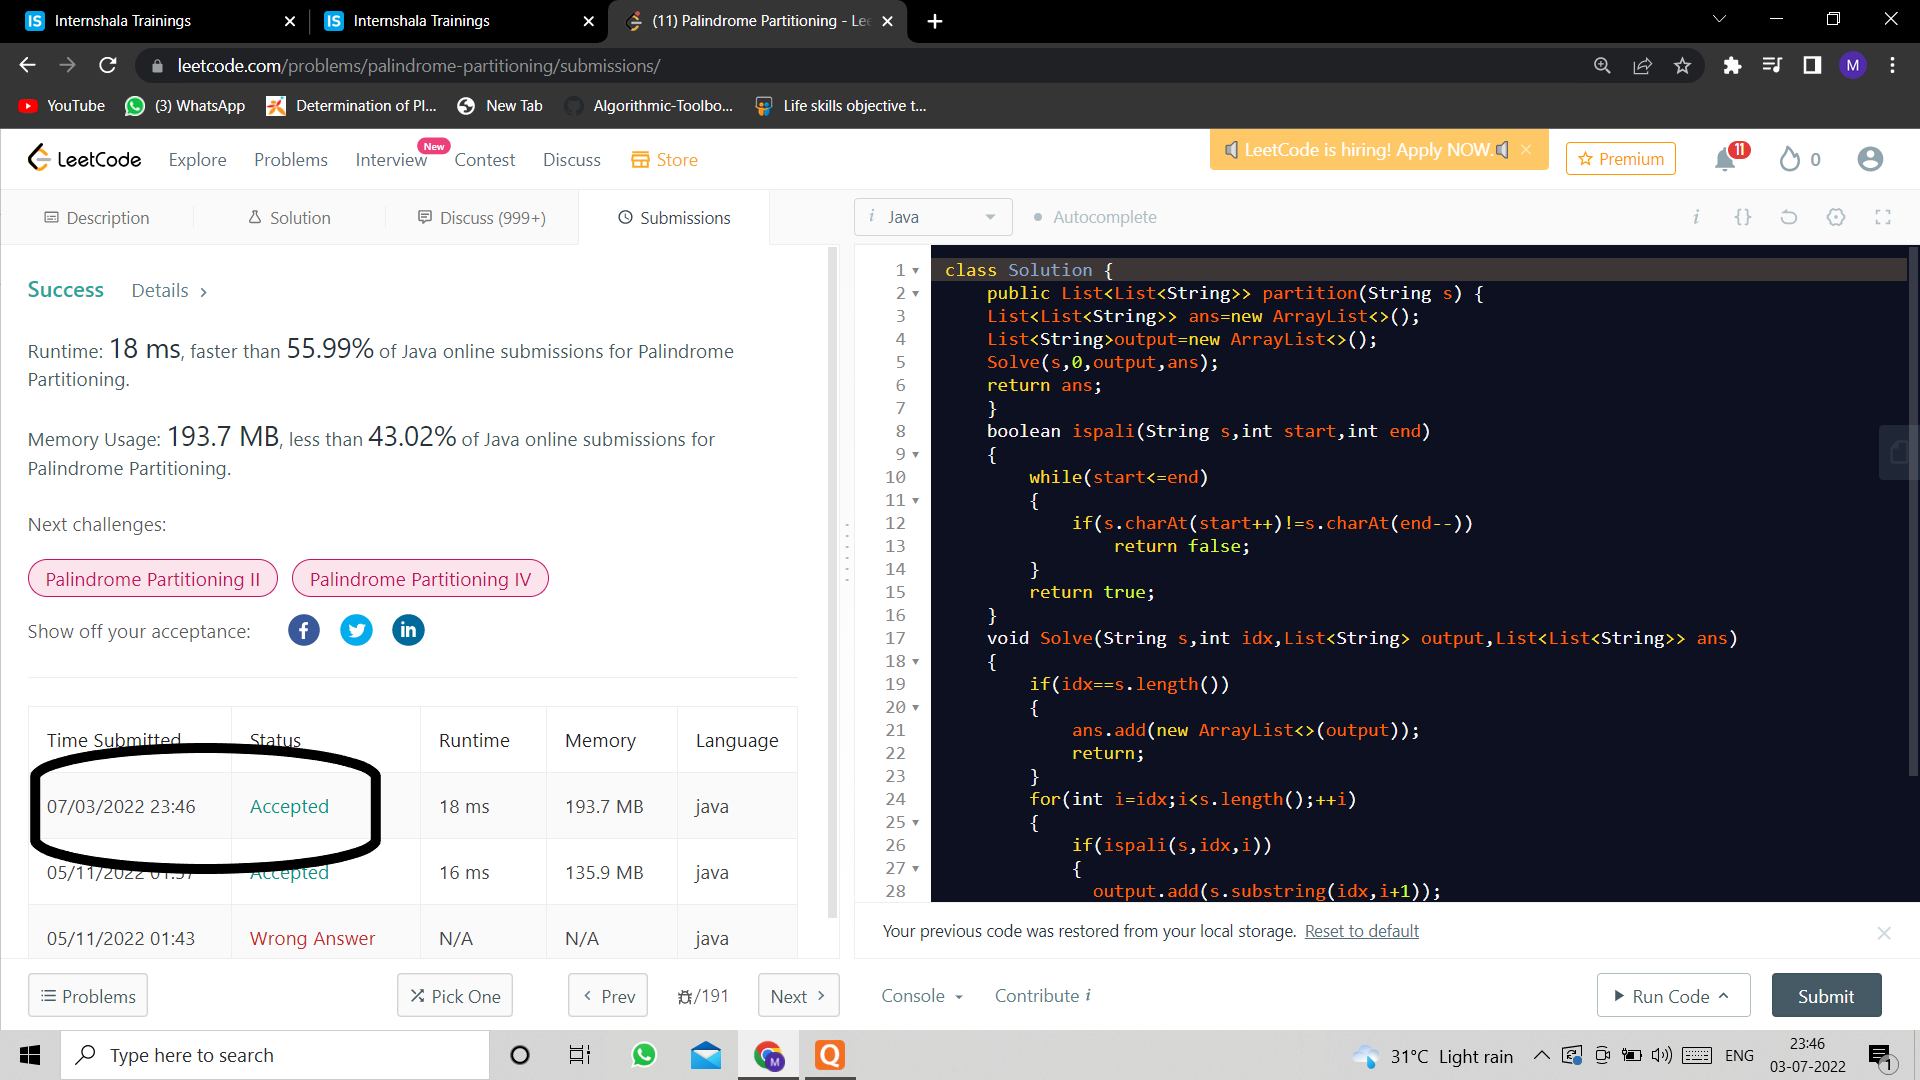 Internshala Trainings
Internshala Trainings
(11) Palindrome Partitioning - Le
leetcode.com/problems/palindrome-partitioning/submissions/
M
YouTube
(3) WhatsApp
Determination of Pl...
New Tab
Algorithmic-Toolbo...
Life skills objective t...
LeetCode
Explore
Problems
Interview
New
Contest
Discuss
Store
LeetCode is hiring! Apply NOW.
Premium
11
0
Description
Solution
Discuss (999+)
Submissions
i Java
Autocomplete
Success
Details
Runtime: 18 ms, faster than 55.99% of Java online submissions for Palindrome
Partitioning.
Memory Usage: 193.7 MB, less than 43.02% of Java online submissions for
Palindrome Partitioning.
Next challenges:
Palindrome Partitioning II
Palindrome Partitioning IV
Show off your acceptance:
Time Submitted Status Runtime Memory Language
07/03/2022 23:46 Accepted 18 ms 193.7 MB java
05/11/2022 Accepted 16 ms 135.9 MB java
05/11/2022 01:43 Wrong Answer N/A N/A java
1 class Solution {
2 public List<List<String>> partition(String s) {
3 List<List<String>> ans=new ArrayList<>();
4 List<String>output=new ArrayList<>();
5 Solve(s,0,output,ans);
6 return ans;
7 }
8 boolean ispali(String s,int start,int end)
9 {
10 while(start<=end)
11 {
12 if(s.charAt(start++)!=s.charAt(end--))
13 return false;
14 }
15 return true;
16 }
17 void Solve(String s,int idx,List<String> output,List<List<String>> ans)
18 {
19 if(idx==s.length())
20 {
21 ans.add(new ArrayList<>(output));
22 return;
23 }
24 for(int i=idx;i<s.length();++i)
25 {
26 if(ispali(s,idx,i))
27 {
28 output.add(s.substring(idx,i+1));
Your previous code was restored from your local storage. Reset to default
Problems
Pick One
Prev
/191
Next
Console
Contribute i
Run Code
Submit
Type here to search
31°C Light rain
ENG
23:46
03-07-2022
1